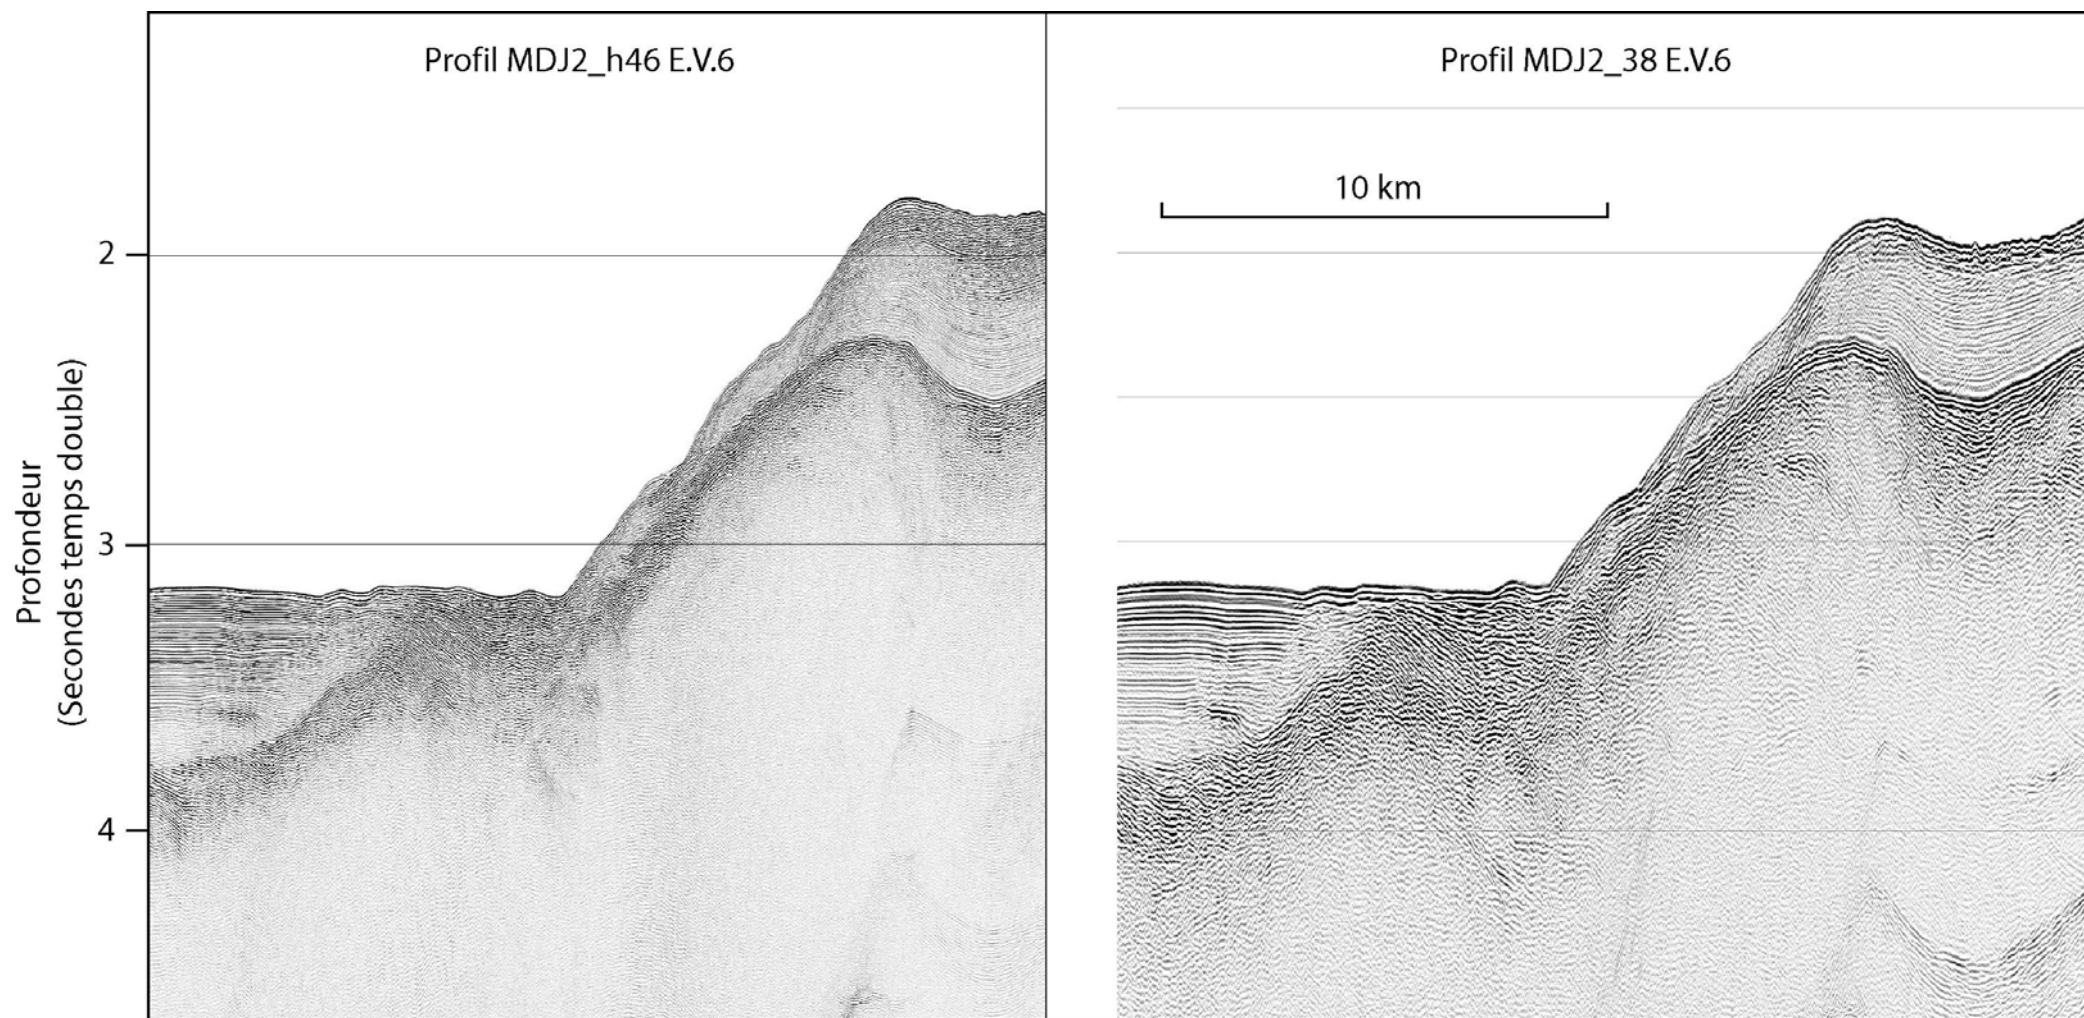 Profil MDJ2_h46 E.V.6
Profil MDJ2_38 E.V.6
10 km
2
3
4
Profondeur
(Secondes temps double)